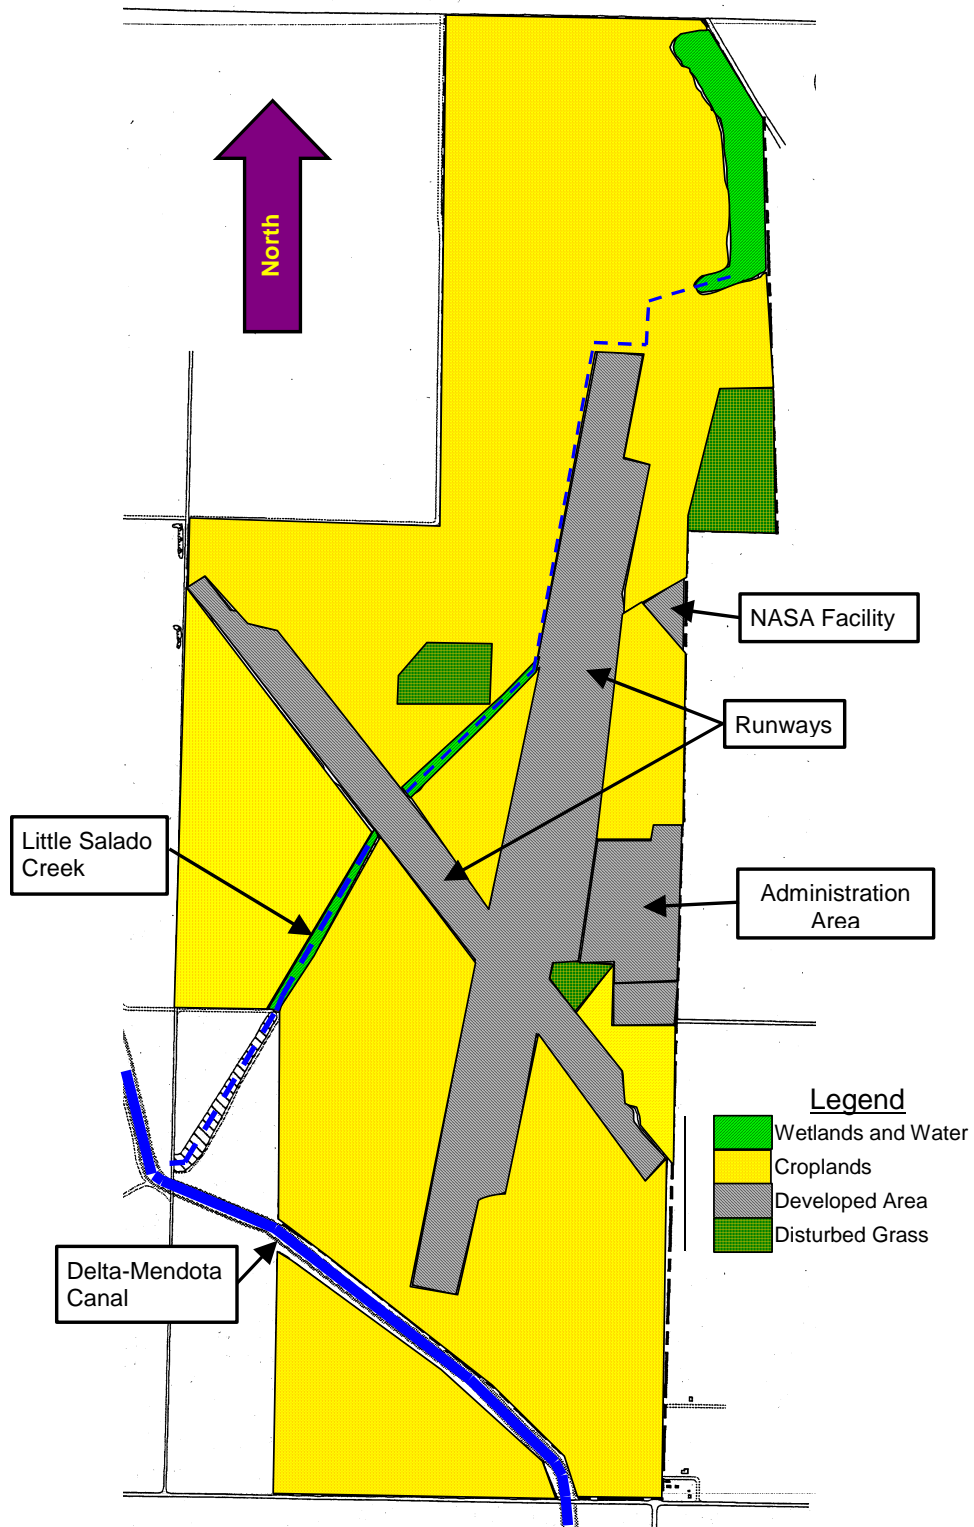 North
NASA Facility
Runways
Little Salado
Creek
Administration
Area
Legend
Wetlands and Water
Croplands
Developed Area
Disturbed Grass
Delta-Mendota
Canal